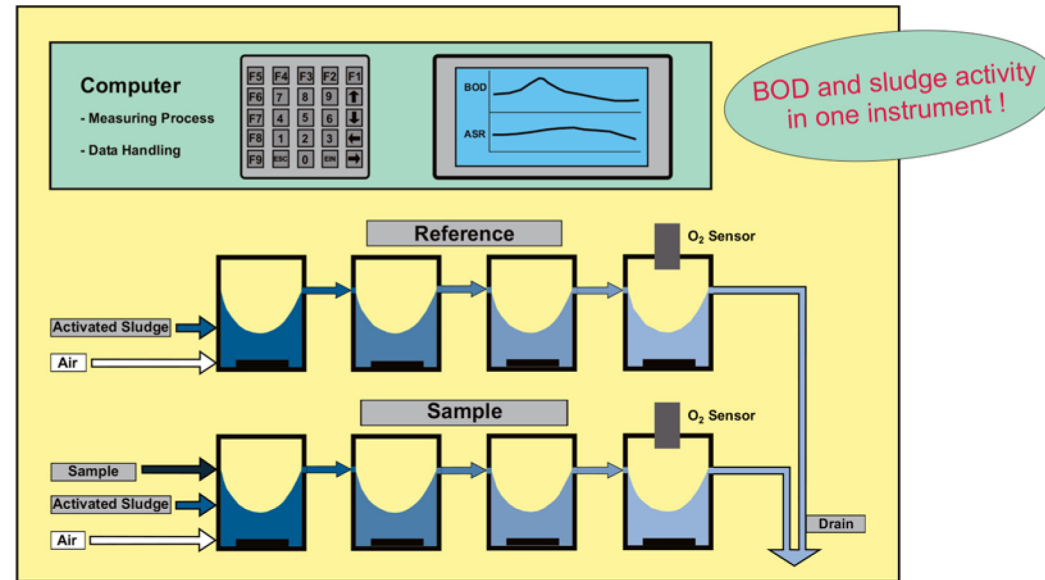 Computer
- Measuring Process
- Data Handling
F5 F4 F3 F2 F1
F6 7 8 9
F7 4 5 6
F8 1 2 3
F9 ESC 0 EIN
BOD
ASR
BOD and sludge activity
in one instrument !
Reference
O₂ Sensor
Activated Sludge
Air
Sample
O₂ Sensor
Sample
Activated Sludge
Air
Drain